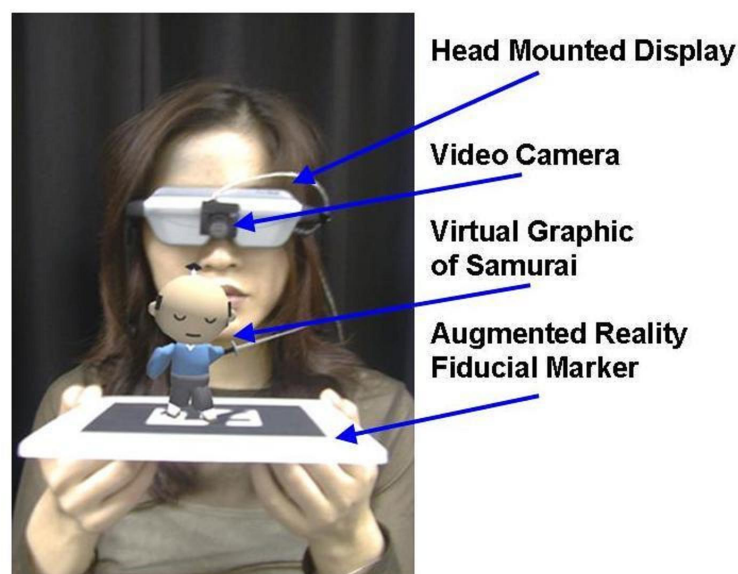 Head Mounted Display
Video Camera
Virtual Graphic
of Samurai
Augmented Reality
Fiducial Marker